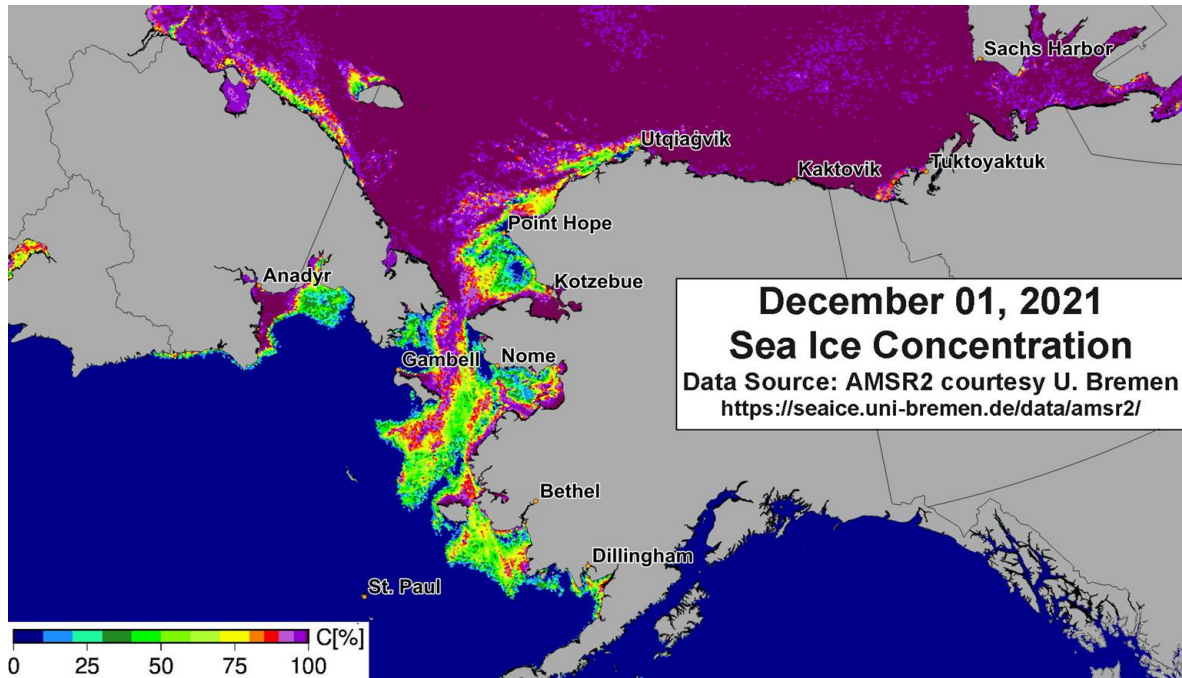 Sachs Harbor
Utqiaġvik
Kaktovik
Tuktoyaktuk
Point Hope
Anadyr
Kotzebue
December 01, 2021
Sea Ice Concentration
Data Source: AMSR2 courtesy U. Bremen
https://seaice.uni-bremen.de/data/amsr2/
Gambell
Nome
Bethel
Dillingham
St. Paul
C[%]
0 25 50 75 100